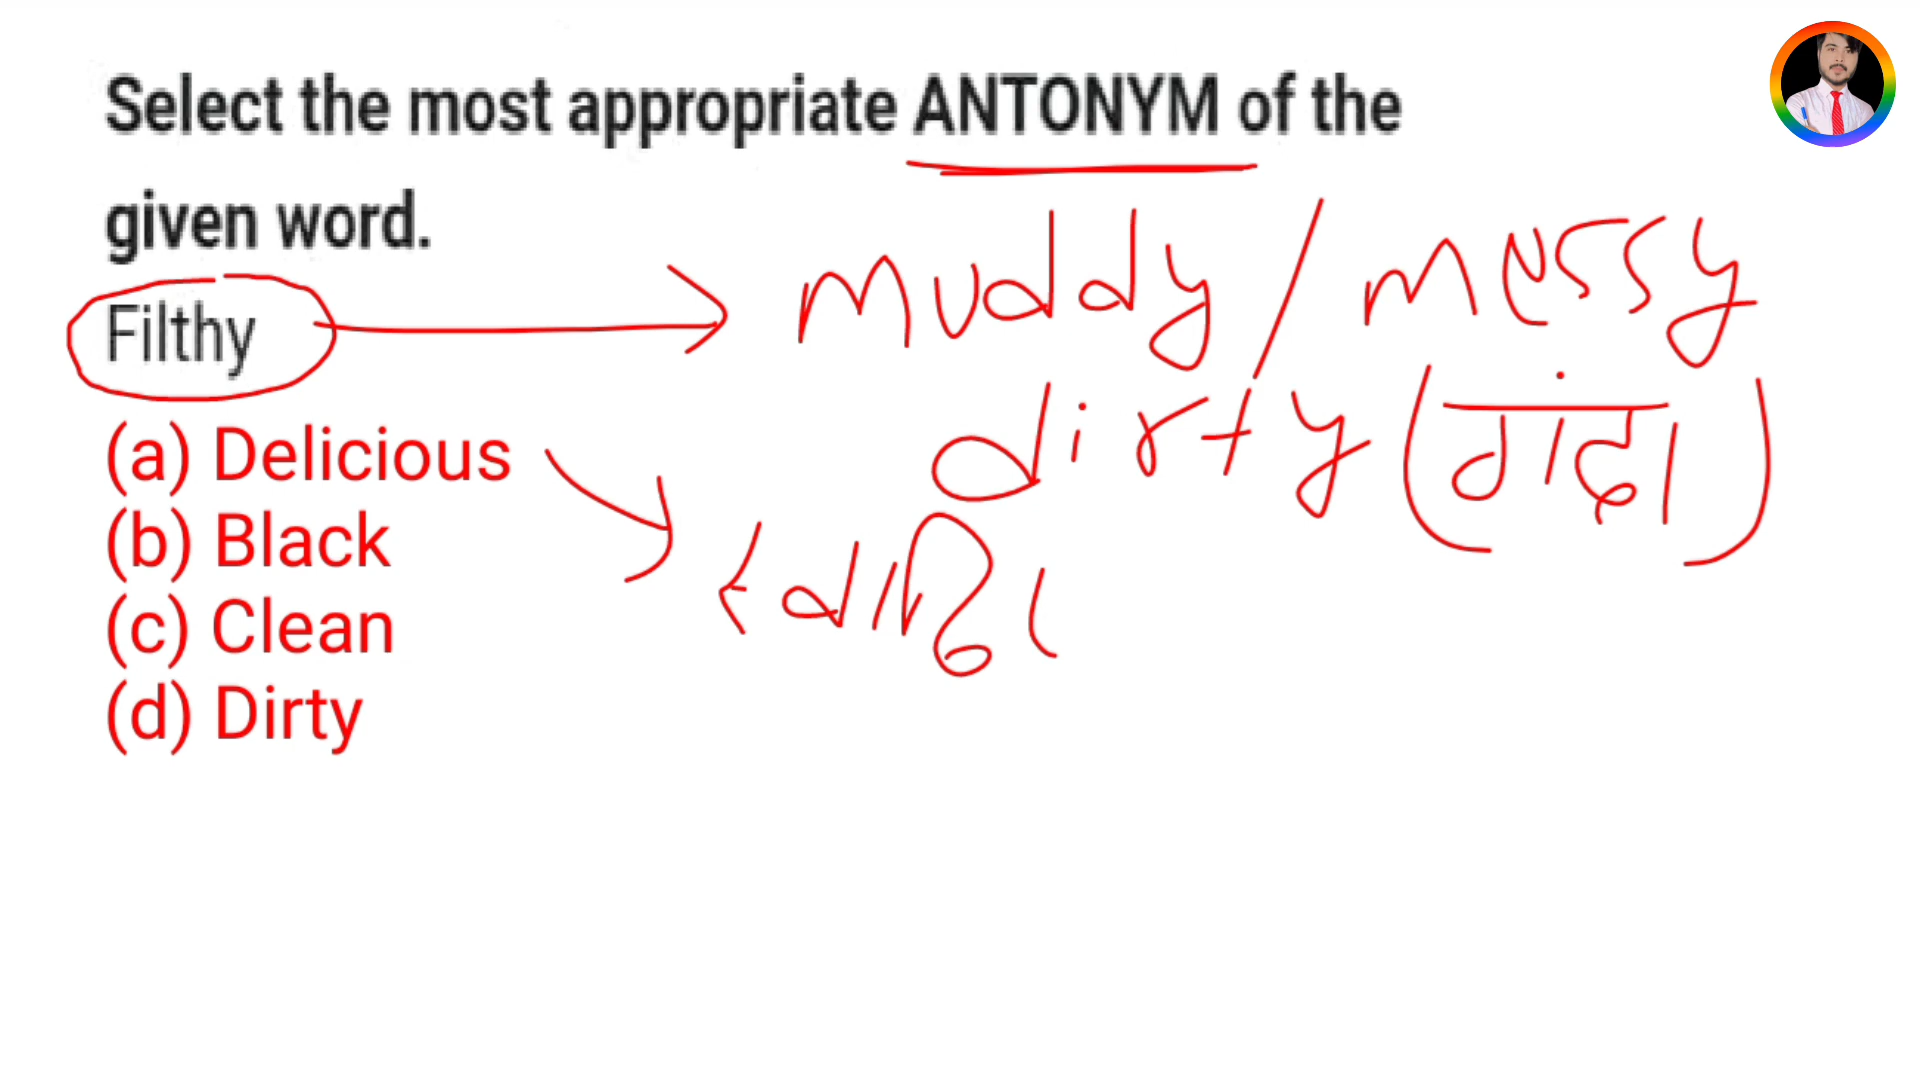 Select the most appropriate ANTONYM of the
given word.
Filthy
muddy / messy
dirty (गंदा)
(a) Delicious
(b) Black
(c) Clean
(d) Dirty